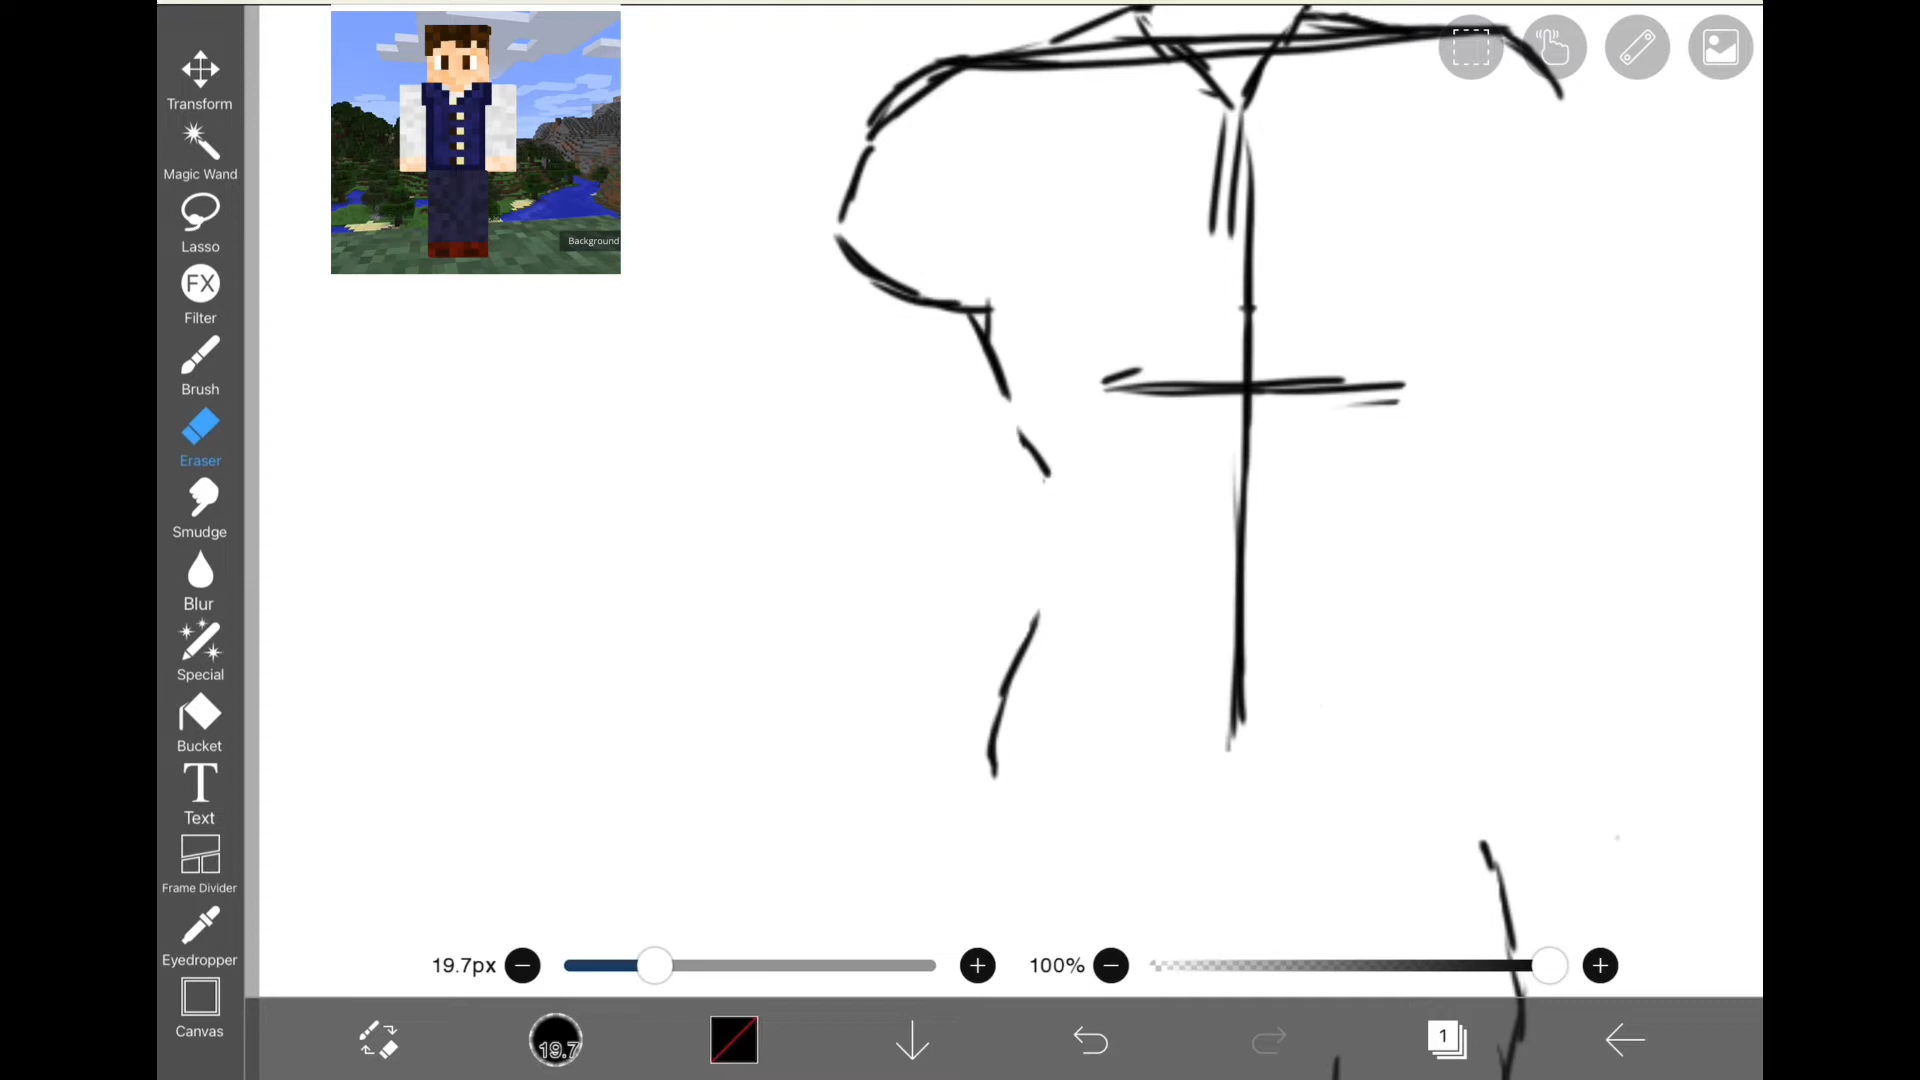 Transform
Magic Wand
Lasso
FX
Filter
Brush
Eraser
Smudge
Blur
Special
Bucket
T
Text
Frame Divider
Eyedropper
Canvas
Background
19.7px
100%
19.7
1